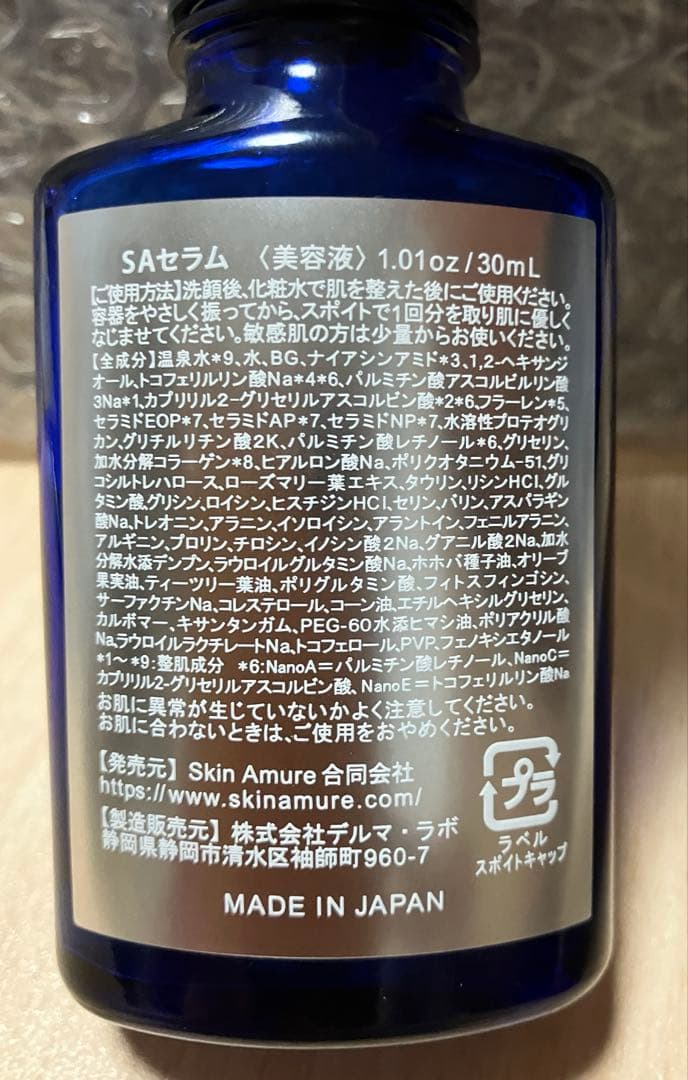 SAセラム 〈美容液〉 1.01oz/30mL
【ご使用方法】洗顔後、化粧水で肌を整えた後にご使用ください。
容器をやさしく振ってから、スポイトで1回分を取り肌に優しく
なじませてください。敏感肌の方は少量からお使いください。
【全成分】温泉水*9、水、BG、ナイアシンアミド*3、1,2-ヘキサンジ
オール、トコフェリルリン酸Na*4*6、パルミチン酸アスコルビルリン酸
3Na*1、カプリリル2-グリセリルアスコルビン酸*2*6、フラーレン*5、
セラミドEOP*7、セラミドAP*7、セラミドNP*7、水溶性プロテオグリ
カン、グリチルリチン酸2K、パルミチン酸レチノール*6、グリセリン、
加水分解コラーゲン*8、ヒアルロン酸Na、ポリクオタニウム-51、グリ
コシルトレハロース、ローズマリー葉エキス、タウリン、リシンHCl、グル
タミン酸、グリシン、ロイシン、ヒスチジンHCl、セリン、バリン、アスパラギン
酸Na、トレオニン、アラニン、イソロイシン、アラントイン、フェニルアラニン、
アルギニン、プロリン、チロシン、イノシン酸2Na、グアニル酸2Na、加水
分解水添デンプン、ラウロイルグルタミン酸Na、ホホバ種子油、オリーブ
果実油、ティーツリー葉油、ポリグルタミン酸、フィトスフィンゴシン、
サーファクチンNa、コレステロール、コーン油、エチルヘキシルグリセリン、
カルボマー、キサンタンガム、PEG-60水添ヒマシ油、ポリアクリル酸
Na、ラウロイルラクチレートNa、トコフェロール、PVP、フェノキシエタノール
*1～*9:整肌成分 *6:NanoA=パルミチン酸レチノール、NanoC=
カプリリル2-グリセリルアスコルビン酸、NanoE=トコフェリルリン酸Na
お肌に異常が生じていないかよく注意してください。
お肌に合わないときは、ご使用をおやめください。
【発売元】 Skin Amure 合同会社
https://www.skinamure.com/
【製造販売元】 株式会社デルマ・ラボ
静岡県静岡市清水区袖師町960-7
プラ
ラベル
スポイトキャップ
MADE IN JAPAN